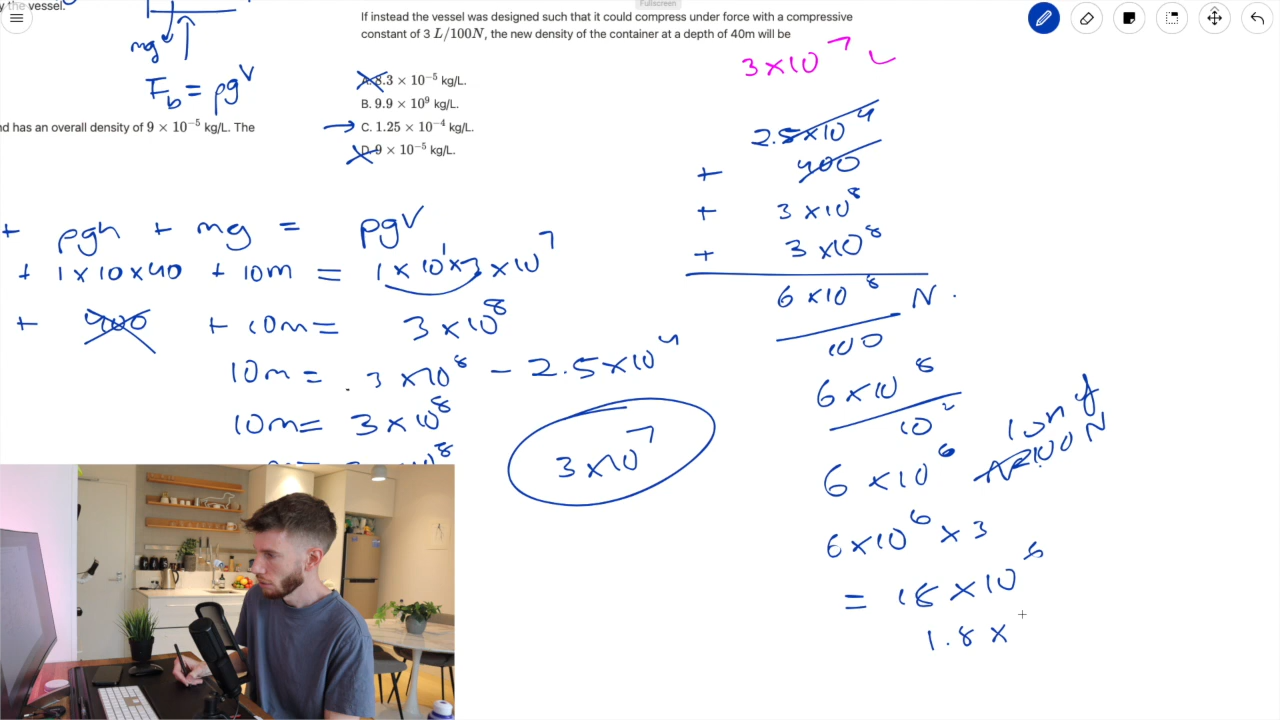 y the vessel.
Fullscreen
If instead the vessel was designed such that it could compress under force with a compressive
constant of 3 L/100N, the new density of the container at a depth of 40m will be
mg
F_b = ρgV
A. 8.3 × 10⁻⁵ kg/L.
B. 9.9 × 10⁹ kg/L.
nd has an overall density of 9 × 10⁻⁵ kg/L. The
→ C. 1.25 × 10⁻⁴ kg/L.
D. 9 × 10⁻⁵ kg/L.
+ ρgh + mg = ρgV
+ 1 × 10 × 40 + 10m = 1 × 10¹ × 3 × 10⁷
+ 400 + 10m = 3 × 10⁸
10m = 3 × 10⁸ - 2.5 × 10⁴
10m = 3 × 10⁸
3 × 10⁷
3 × 10⁷ L
2.5 × 10⁴
+ 400
+ 3 × 10⁸
+ 3 × 10⁸
6 × 10⁸ N.
100
6 × 10⁸
10²
6 × 10⁶
6 × 10⁶ × 3
= 18 × 10⁶
1.8 ×